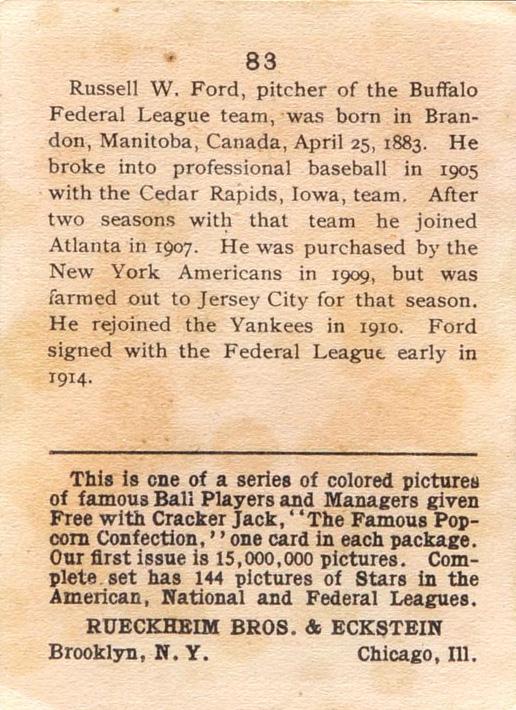 83
Russell W. Ford, pitcher of the Buffalo
Federal League team, was born in Bran-
don, Manitoba, Canada, April 25, 1883. He
broke into professional baseball in 1905
with the Cedar Rapids, Iowa, team. After
two seasons with that team he joined
Atlanta in 1907. He was purchased by the
New York Americans in 1909, but was
farmed out to Jersey City for that season.
He rejoined the Yankees in 1910. Ford
signed with the Federal League early in
1914.
This is one of a series of colored pictures
of famous Ball Players and Managers given
Free with Cracker Jack, "The Famous Pop-
corn Confection," one card in each package.
Our first issue is 15,000,000 pictures. Com-
plete set has 144 pictures of Stars in the
American, National and Federal Leagues.
RUECKHEIM BROS. & ECKSTEIN
Brooklyn, N. Y. Chicago, Ill.